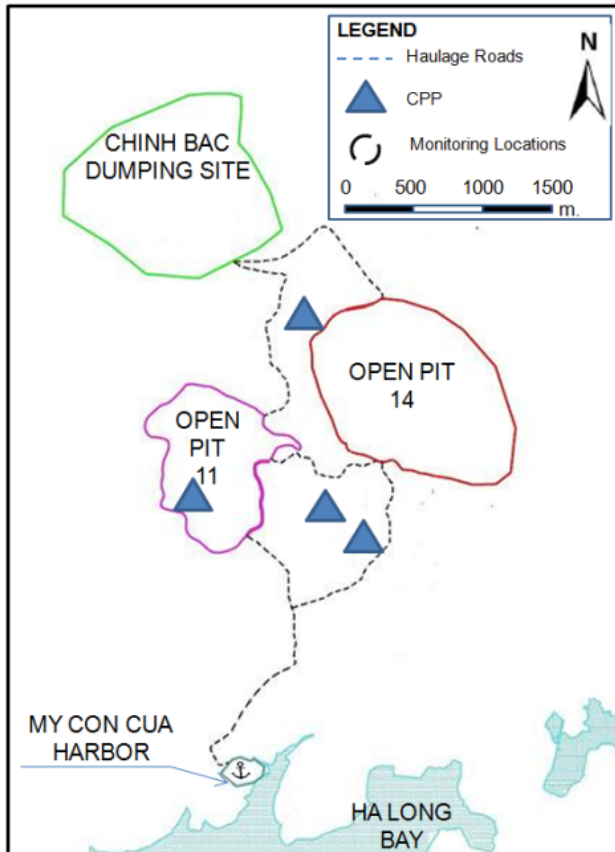 LEGEND
Haulage Roads
CPP
Monitoring Locations
0 500 1000 1500
m.
N
CHINH BAC
DUMPING SITE
OPEN PIT
14
OPEN
PIT
11
MY CON CUA
HARBOR
HA LONG
BAY